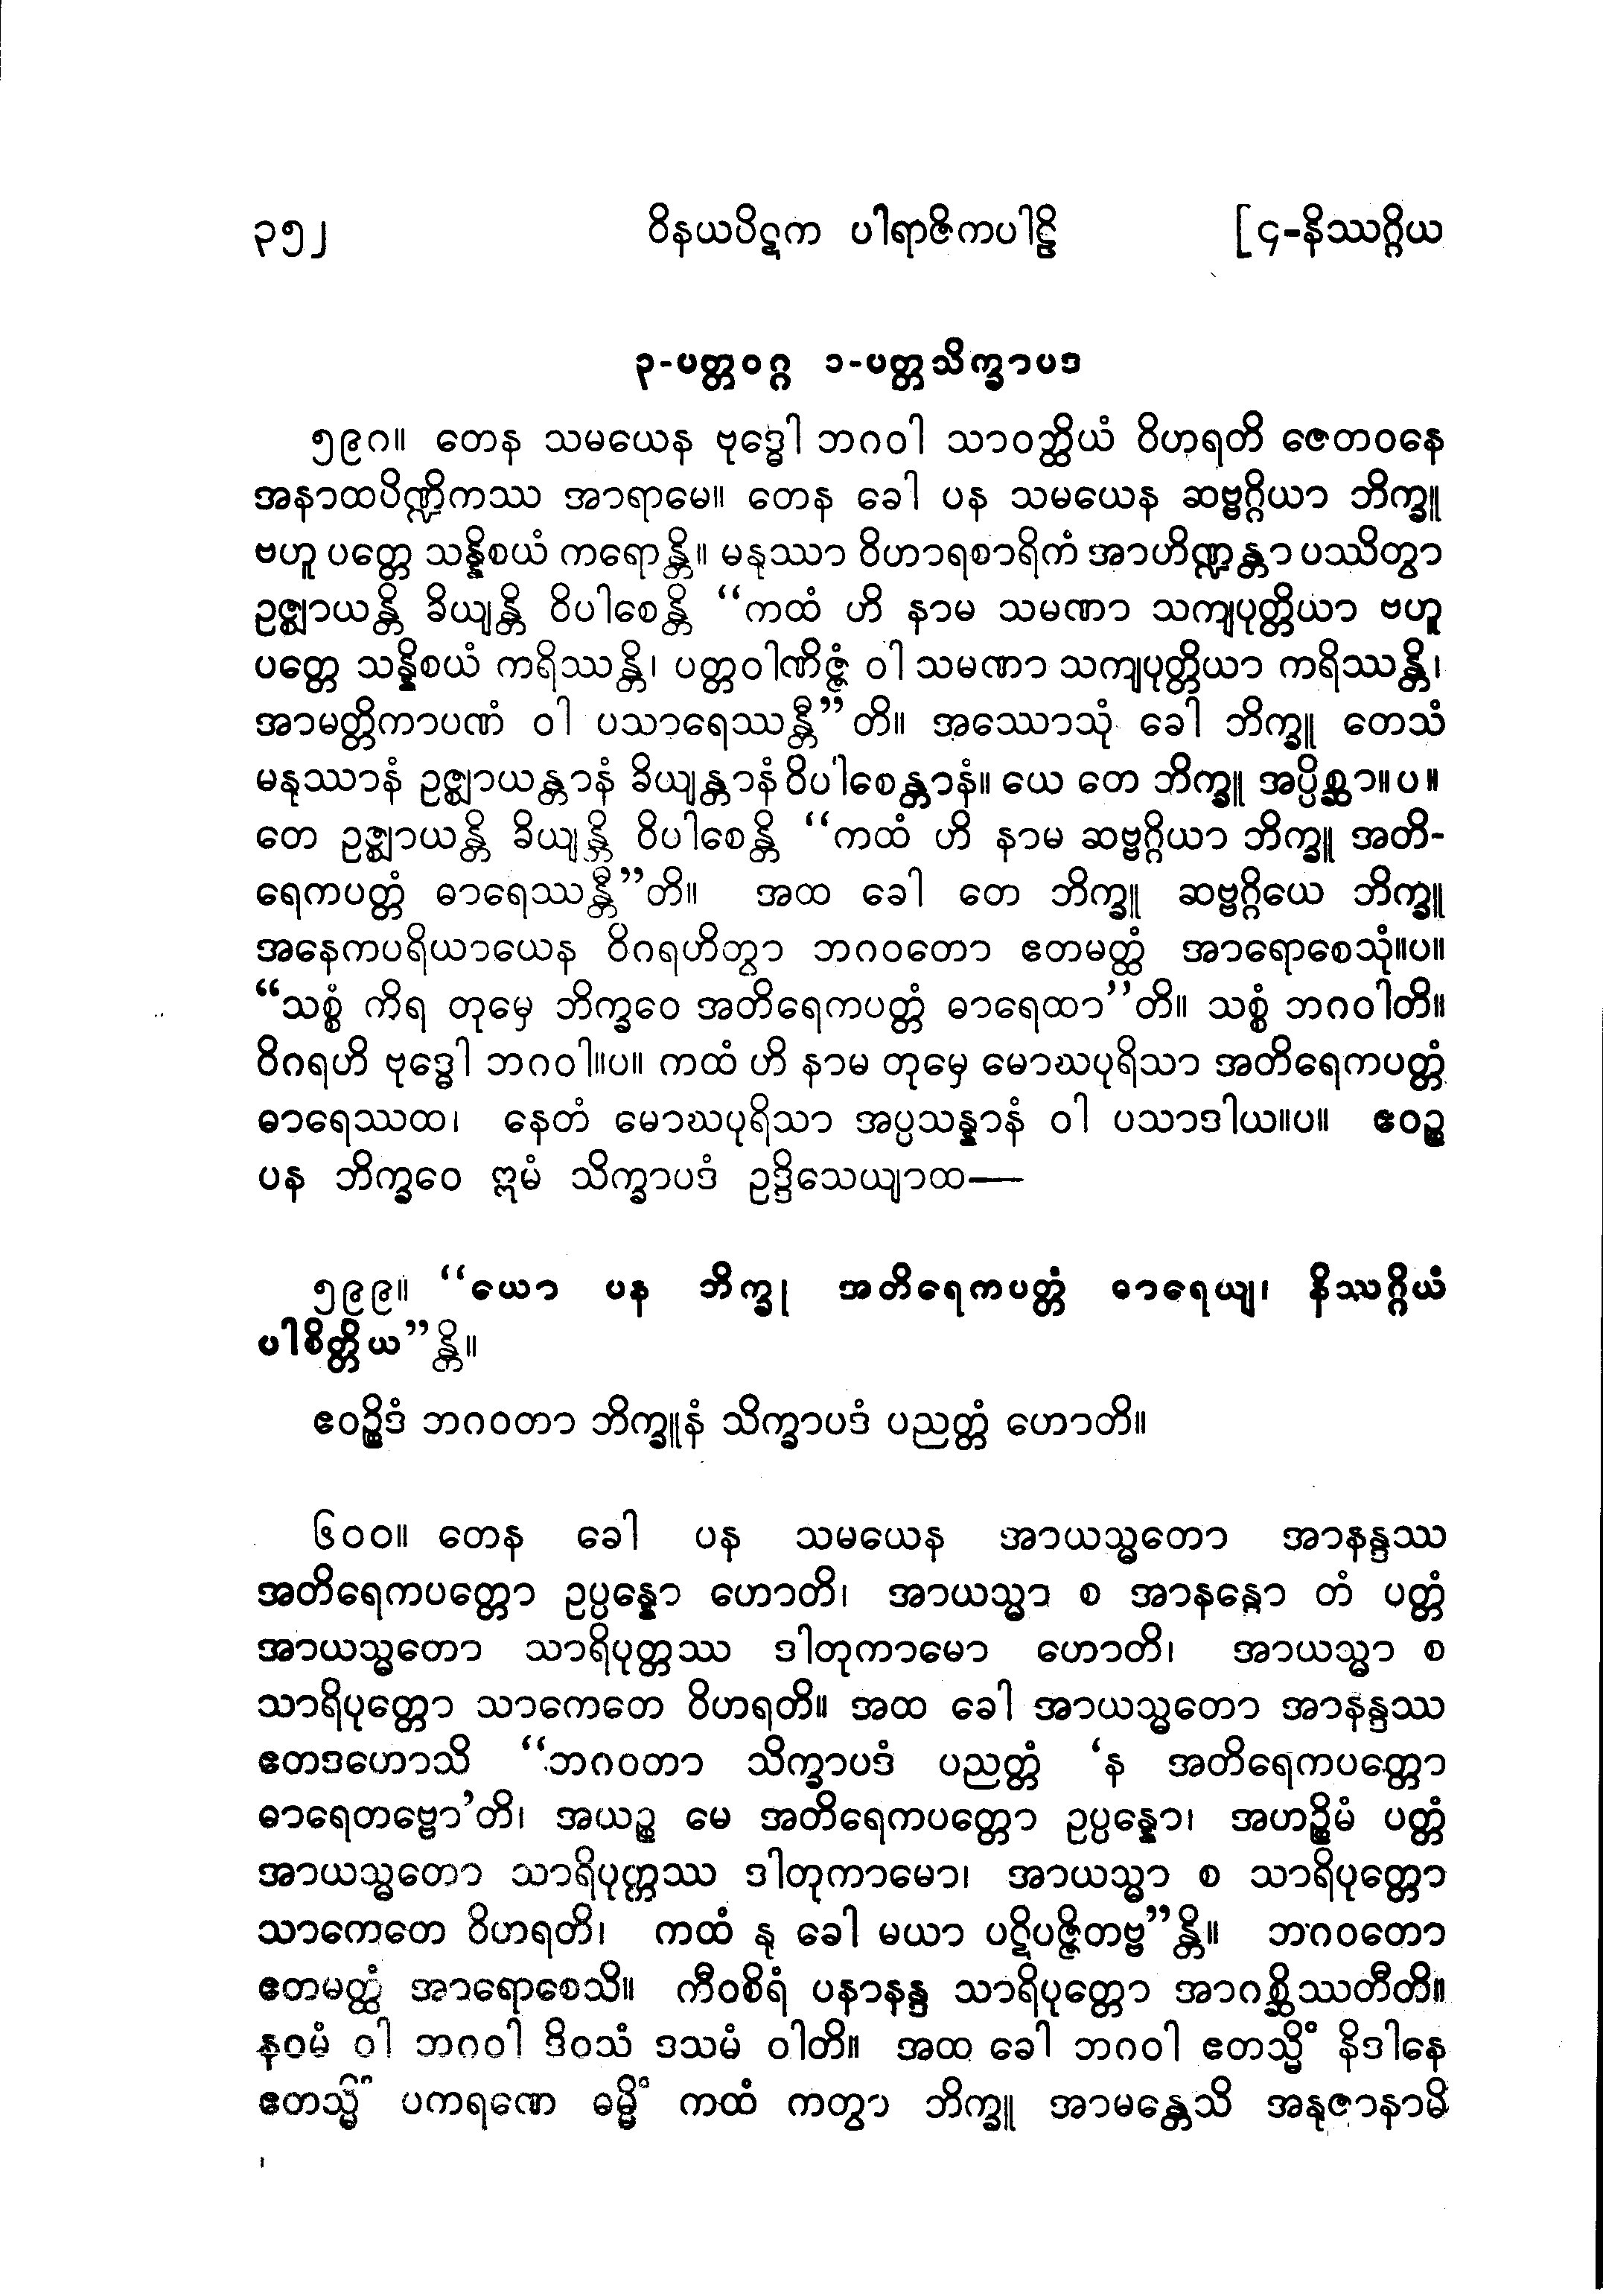 ၃၅၂ ဝိနယပိဋက ပါရာဇိကပါဠိ [၄-နိဿဂ္ဂိယ
၃-ပတ္တဝဂ္ဂ ၁-ပတ္တသိက္ခာပဒ
၅၉၈။ တေန သမယေန ဗုဒ္ဓေါ ဘဂဝါ သာဝတ္ထိယံ ဝိဟရတိ ဇေတဝနေ
အနာထပိဏ္ဍိကဿ အာရာမေ။ တေန ခေါ ပန သမယေန ဆဗ္ဗဂ္ဂိယာ ဘိက္ခူ
ဗဟူ ပတ္တေ သန္နိစယံ ကရောန္တိ။ မနုဿာ ဝိဟာရစာရိကံ အာဟိဏ္ဍန္တာ ပဿိတွာ
ဥဇ္ဈာယန္တိ ခိယျန္တိ ဝိပါစေန္တိ “ကထံ ဟိ နာမ သမဏာ သကျပုတ္တိယာ ဗဟူ
ပတ္တေ သန္နိစယံ ကရိဿန္တိ၊ ပတ္တဝါဏိဇ္ဇံ ဝါ သမဏာ သကျပုတ္တိယာ ကရိဿန္တိ၊
အာမတ္တိကာပဏံ ဝါ ပသာရေဿန္တီ”တိ။ အဿောသုံ ခေါ ဘိက္ခူ တေသံ
မနုဿာနံ ဥဇ္ဈာယန္တာနံ ခိယျန္တာနံ ဝိပါစေန္တာနံ။ ယေ တေ ဘိက္ခူ အပ္ပိစ္ဆာ။ပ။
တေ ဥဇ္ဈာယန္တိ ခိယျန္တိ ဝိပါစေန္တိ “ကထံ ဟိ နာမ ဆဗ္ဗဂ္ဂိယာ ဘိက္ခူ အတိ-
ရေကပတ္တံ ဓာရေဿန္တီ”တိ။ အထ ခေါ တေ ဘိက္ခူ ဆဗ္ဗဂ္ဂိယေ ဘိက္ခူ
အနေကပရိယာယေန ဝိဂရဟိတွာ ဘဂဝတော ဧတမတ္ထံ အာရောစေသုံ။ပ။
“သစ္စံ ကိရ တုမှေ ဘိက္ခဝေ အတိရေကပတ္တံ ဓာရေထာ”တိ။ သစ္စံ ဘဂဝါတိ။
ဝိဂရဟိ ဗုဒ္ဓေါ ဘဂဝါ။ပ။ ကထံ ဟိ နာမ တုမှေ မောဃပုရိသာ အတိရေကပတ္တံ
ဓာရေဿထ၊ နေတံ မောဃပုရိသာ အပ္ပသန္နာနံ ဝါ ပသာဒါယ။ပ။ ဧဝဉ္စ
ပန ဘိက္ခဝေ ဣမံ သိက္ခာပဒံ ဥဒ္ဒိသေယျာထ—
၅၉၉။ “ယော ပန ဘိက္ခု အတိရေကပတ္တံ ဓာရေယျ၊ နိဿဂ္ဂိယံ
ပါစိတ္တိယ”န္တိ။
ဧဝဉ္စိဒံ ဘဂဝတာ ဘိက္ခူနံ သိက္ခာပဒံ ပညတ္တံ ဟောတိ။
၆၀၀။ တေန ခေါ ပန သမယေန အာယသ္မတော အာနန္ဒဿ
အတိရေကပတ္တော ဥပ္ပန္နော ဟောတိ၊ အာယသ္မာ စ အာနန္ဒော တံ ပတ္တံ
အာယသ္မတော သာရိပုတ္တဿ ဒါတုကာမော ဟောတိ၊ အာယသ္မာ စ
သာရိပုတ္တော သာကေတေ ဝိဟရတိ။ အထ ခေါ အာယသ္မတော အာနန္ဒဿ
ဧတဒဟောသိ “ဘဂဝတာ သိက္ခာပဒံ ပညတ္တံ ‘န အတိရေကပတ္တော
ဓာရေတဗ္ဗော’တိ၊ အယဉ္စ မေ အတိရေကပတ္တော ဥပ္ပန္နော၊ အဟဉ္စိမံ ပတ္တံ
အာယသ္မတော သာရိပုတ္တဿ ဒါတုကာမော၊ အာယသ္မာ စ သာရိပုတ္တော
သာကေတေ ဝိဟရတိ၊ ကထံ နု ခေါ မယာ ပဋိပဇ္ဇိတဗ္ဗ”န္တိ။ ဘဂဝတော
ဧတမတ္ထံ အာရောစေသိ။ ကီဝစိရံ ပနာနန္ဒ သာရိပုတ္တော အာဂစ္ဆိဿတီတိ။
နဝမံ ဝါ ဘဂဝါ ဒိဝသံ ဒသမံ ဝါတိ။ အထ ခေါ ဘဂဝါ ဧတသ္မိံ နိဒါနေ
ဧတသ္မိံ ပကရဏေ ဓမ္မိံ ကထံ ကတွာ ဘိက္ခူ အာမန္တေသိ အနုဇာနာမိ